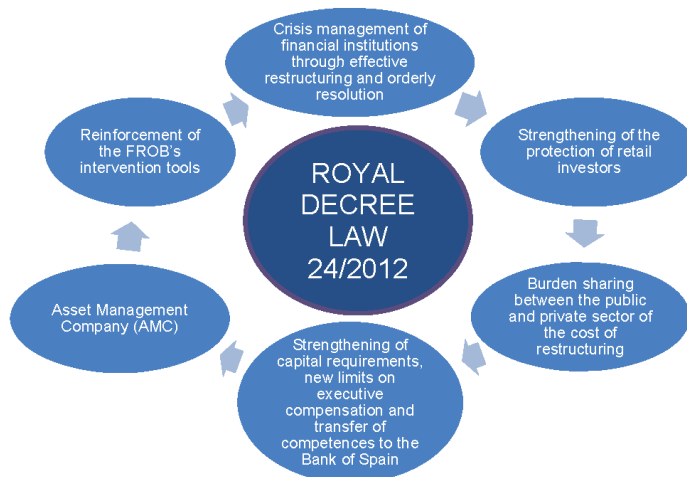 Crisis management of
financial institutions
through effective
restructuring and orderly
resolution
Reinforcement of
the FROB's
intervention tools
Strengthening of the
protection of retail
investors
ROYAL
DECREE
LAW
24/2012
Asset Management
Company (AMC)
Burden sharing
between the public
and private sector of
the cost of
restructuring
Strengthening of
capital requirements,
new limits on
executive
compensation and
transfer of
competences to the
Bank of Spain